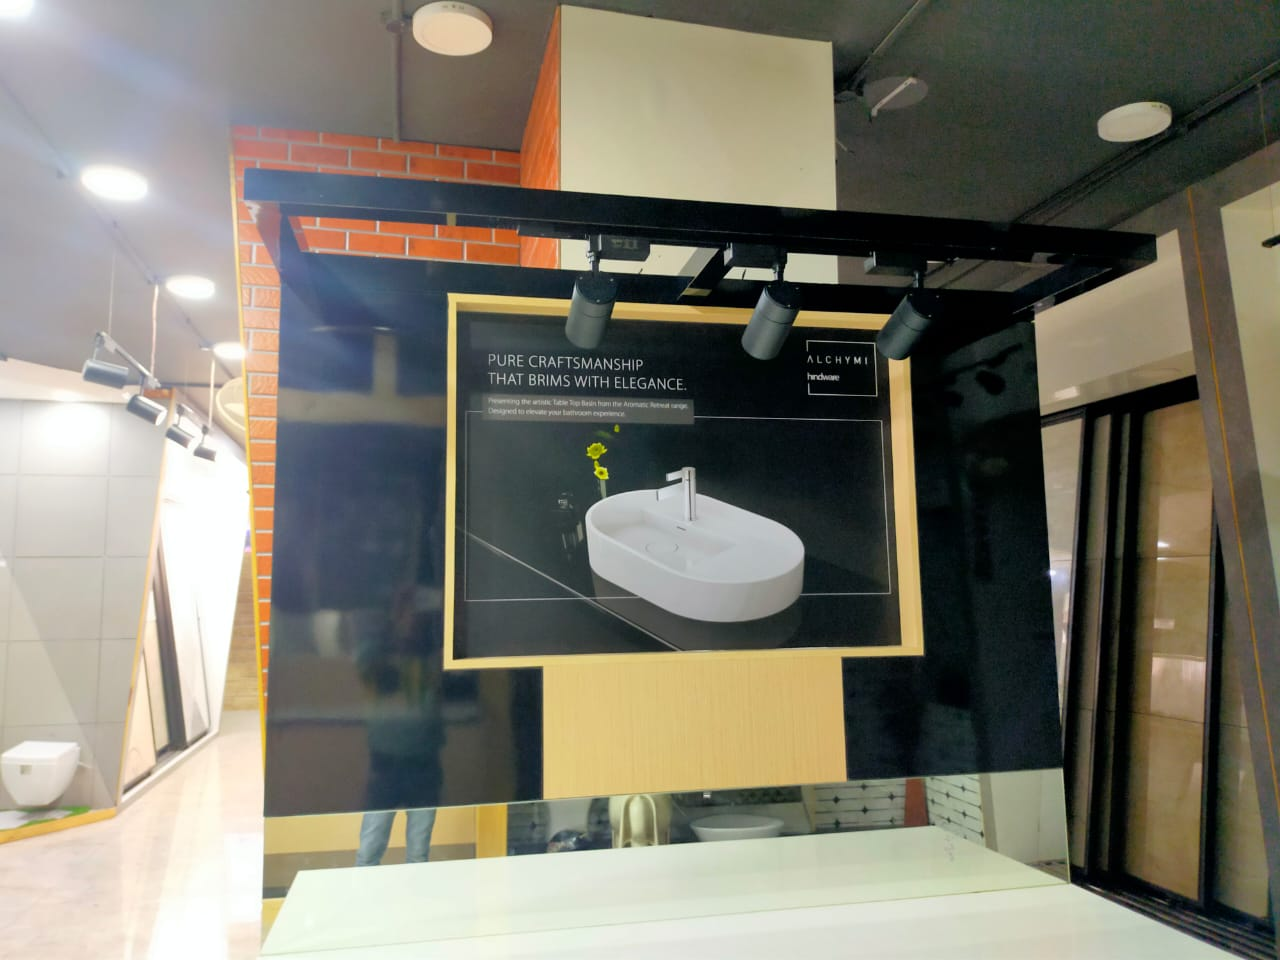 PURE CRAFTSMANSHIP
THAT BRIMS WITH ELEGANCE.
Presenting the artistic Table Top Basin from the Aromatic Retreat range.
Designed to elevate your bathroom experience.
ALCHYMI
hindware